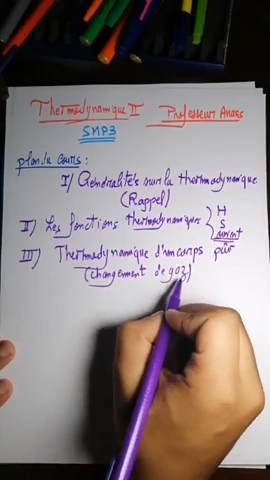 Thermodynamique II Professeur Anass
SMP3
plan du cours :
I) Généralités sur la thermodynamique
(Rappel)
II) Les fonctions thermodynamiques H
S
III) Thermodynamique d'un corps pur
(changement de gaz)